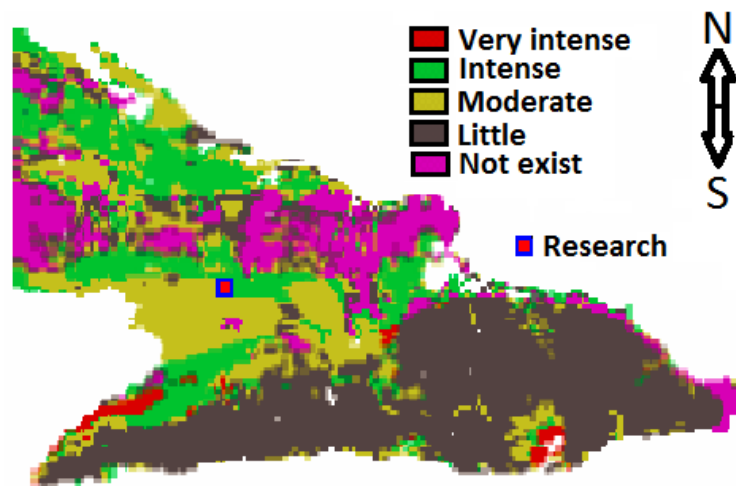 Very intense
Intense
Moderate
Little
Not exist
N
S
Research